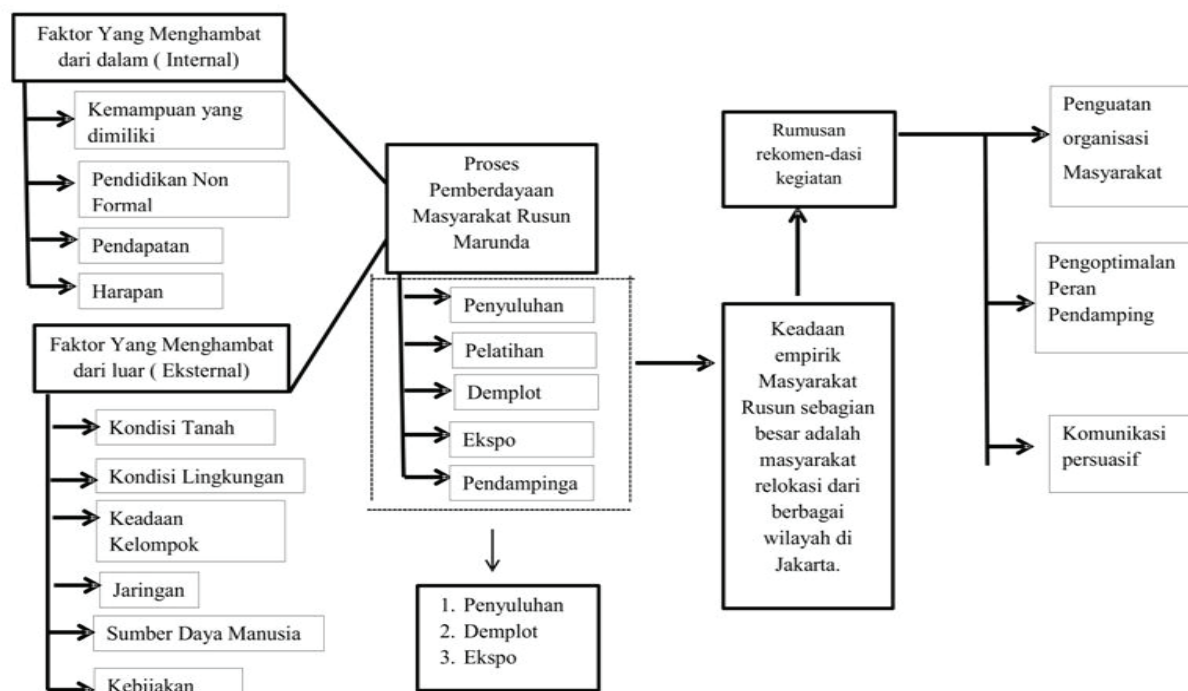 Faktor Yang Menghambat
dari dalam ( Internal)
Kemampuan yang
dimiliki
Pendidikan Non
Formal
Pendapatan
Harapan
Faktor Yang Menghambat
dari luar ( Eksternal)
Kondisi Tanah
Kondisi Lingkungan
Keadaan
Kelompok
Jaringan
Sumber Daya Manusia
Kebijakan
Proses
Pemberdayaan
Masyarakat Rusun
Marunda
Penyuluhan
Pelatihan
Demplot
Ekspo
Pendampinga
1. Penyuluhan
2. Demplot
3. Ekspo
Keadaan
empirik
Masyarakat
Rusun sebagian
besar adalah
masyarakat
relokasi dari
berbagai
wilayah di
Jakarta.
Rumusan
rekomen-dasi
kegiatan
Penguatan
organisasi
Masyarakat
Pengoptimalan
Peran
Pendamping
Komunikasi
persuasif